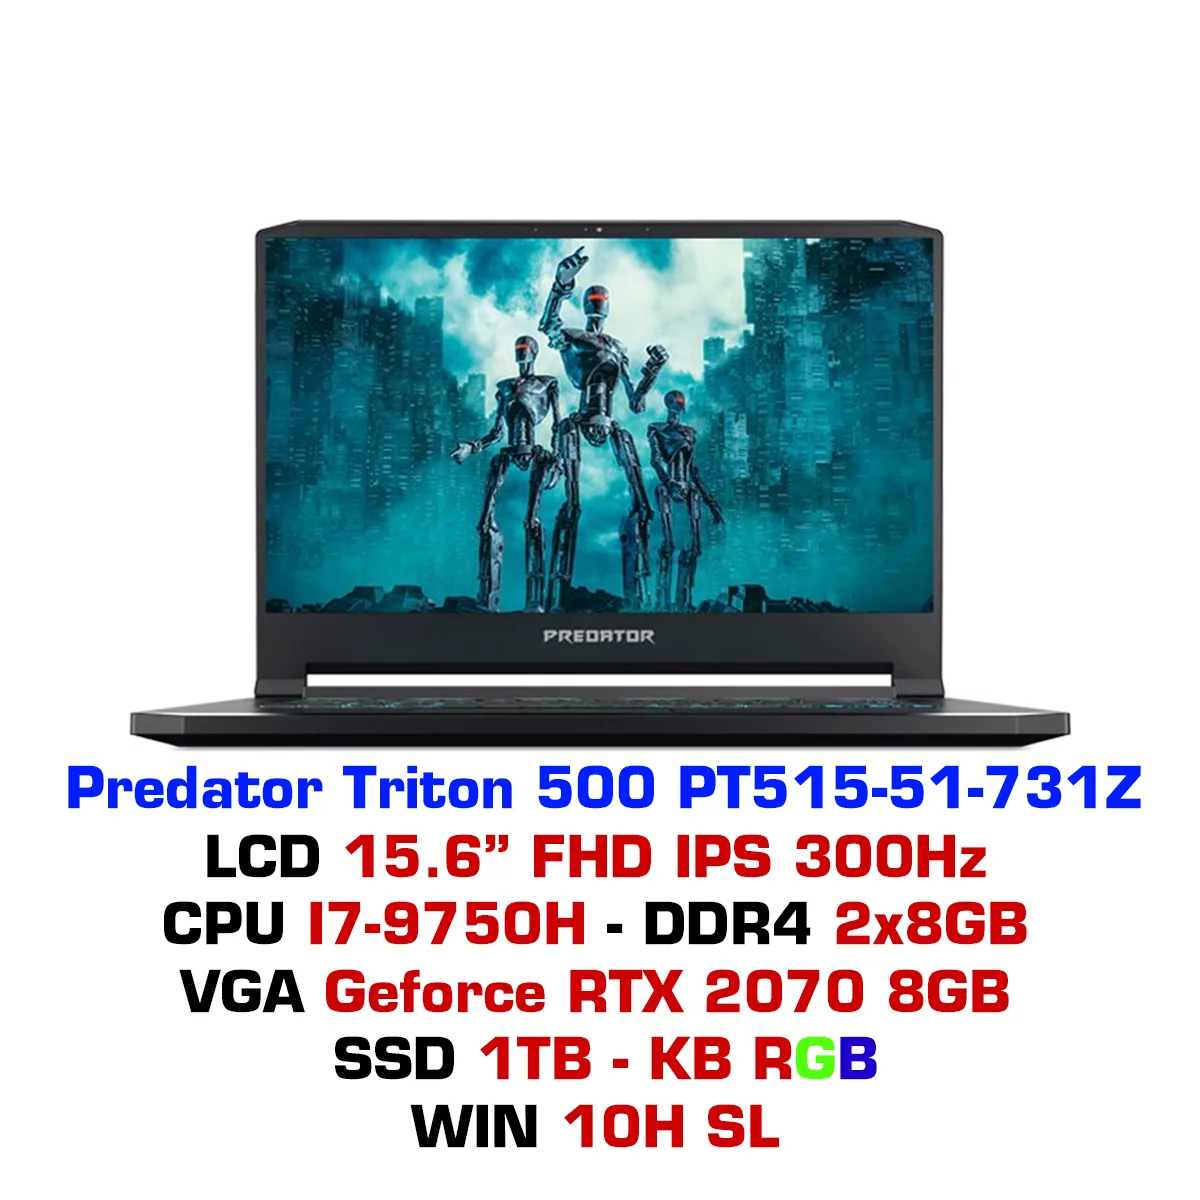 PREDATOR
Predator Triton 500 PT515-51-731Z
LCD 15.6” FHD IPS 300Hz
CPU I7-9750H - DDR4 2x8GB
VGA Geforce RTX 2070 8GB
SSD 1TB - KB RGB
WIN 10H SL